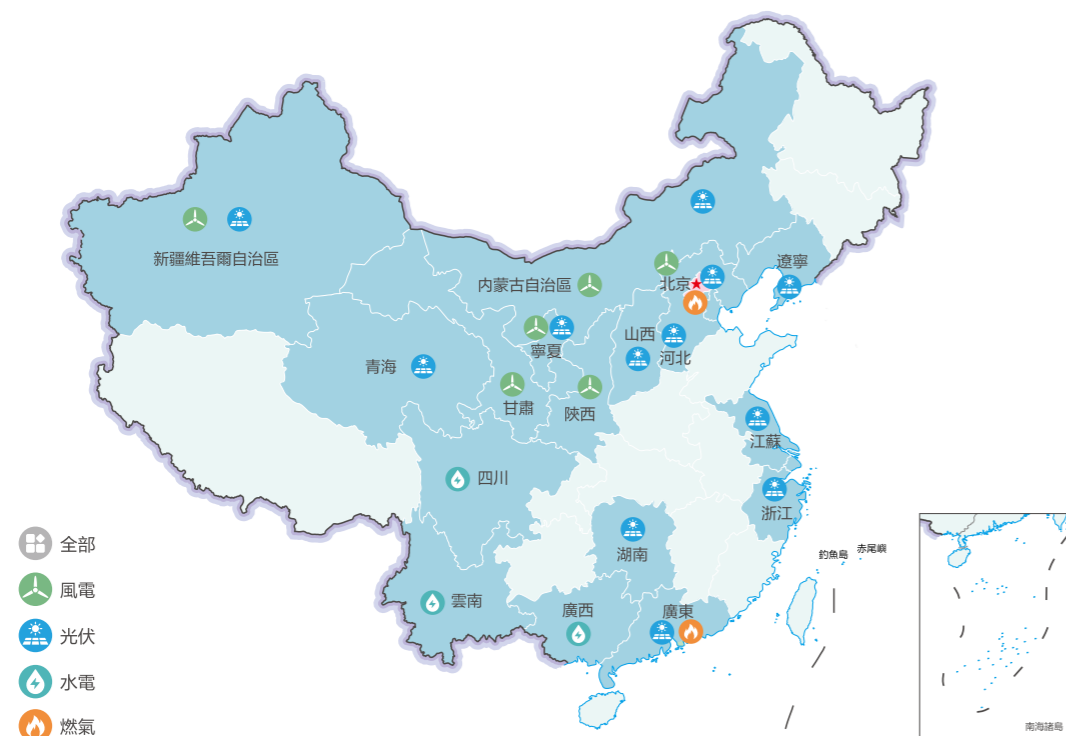 新疆維吾爾自治區
內蒙古自治區
北京
遼寧
寧夏
山西
河北
青海
甘肅
陝西
江蘇
四川
浙江
湖南
釣魚島
赤尾嶼
雲南
廣西
廣東
全部
風電
光伏
水電
燃氣
南海諸島